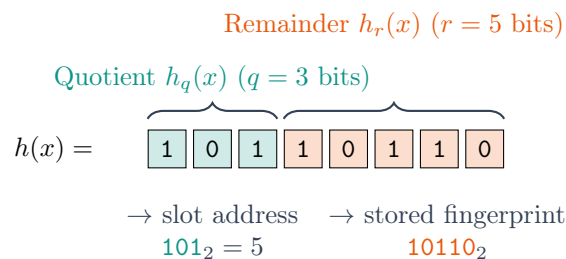 Remainder h_r(x) (r = 5 bits)
Quotient h_q(x) (q = 3 bits)
h(x) = 1 0 1 1 0 1 1 0
→ slot address → stored fingerprint
101₂ = 5 10110₂